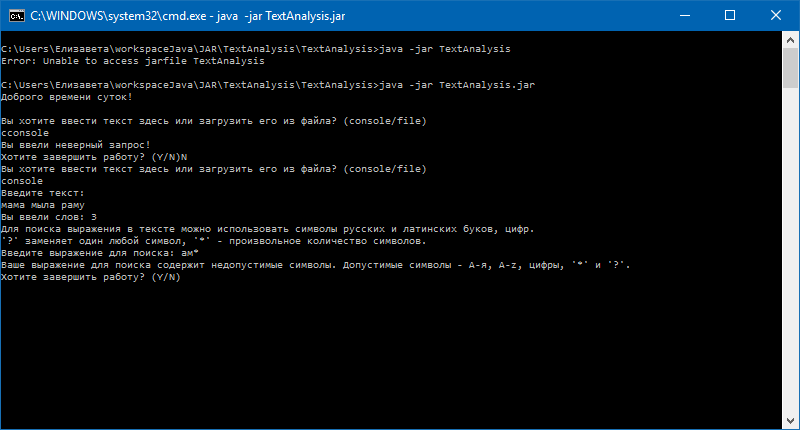 C:\WINDOWS\system32\cmd.exe - java -jar TextAnalysis.jar
C:\Users\Елизавета\workspaceJava\JAR\TextAnalysis\TextAnalysis>java -jar TextAnalysis
Error: Unable to access jarfile TextAnalysis
C:\Users\Елизавета\workspaceJava\JAR\TextAnalysis\TextAnalysis>java -jar TextAnalysis.jar
Доброго времени суток!
Вы хотите ввести текст здесь или загрузить его из файла? (console/file)
cconsole
Вы ввели неверный запрос!
Хотите завершить работу? (Y/N)N
Вы хотите ввести текст здесь или загрузить его из файла? (console/file)
console
Введите текст:
мама мыла раму
Вы ввели слов: 3
Для поиска выражения в тексте можно использовать символы русских и латинских буков, цифр.
'?' заменяет один любой символ, '*' - произвольное количество символов.
Введите выражение для поиска: ам*
Ваше выражение для поиска содержит недопустимые символы. Допустимые символы - А-я, A-z, цифры, '*' и '?'.
Хотите завершить работу? (Y/N)